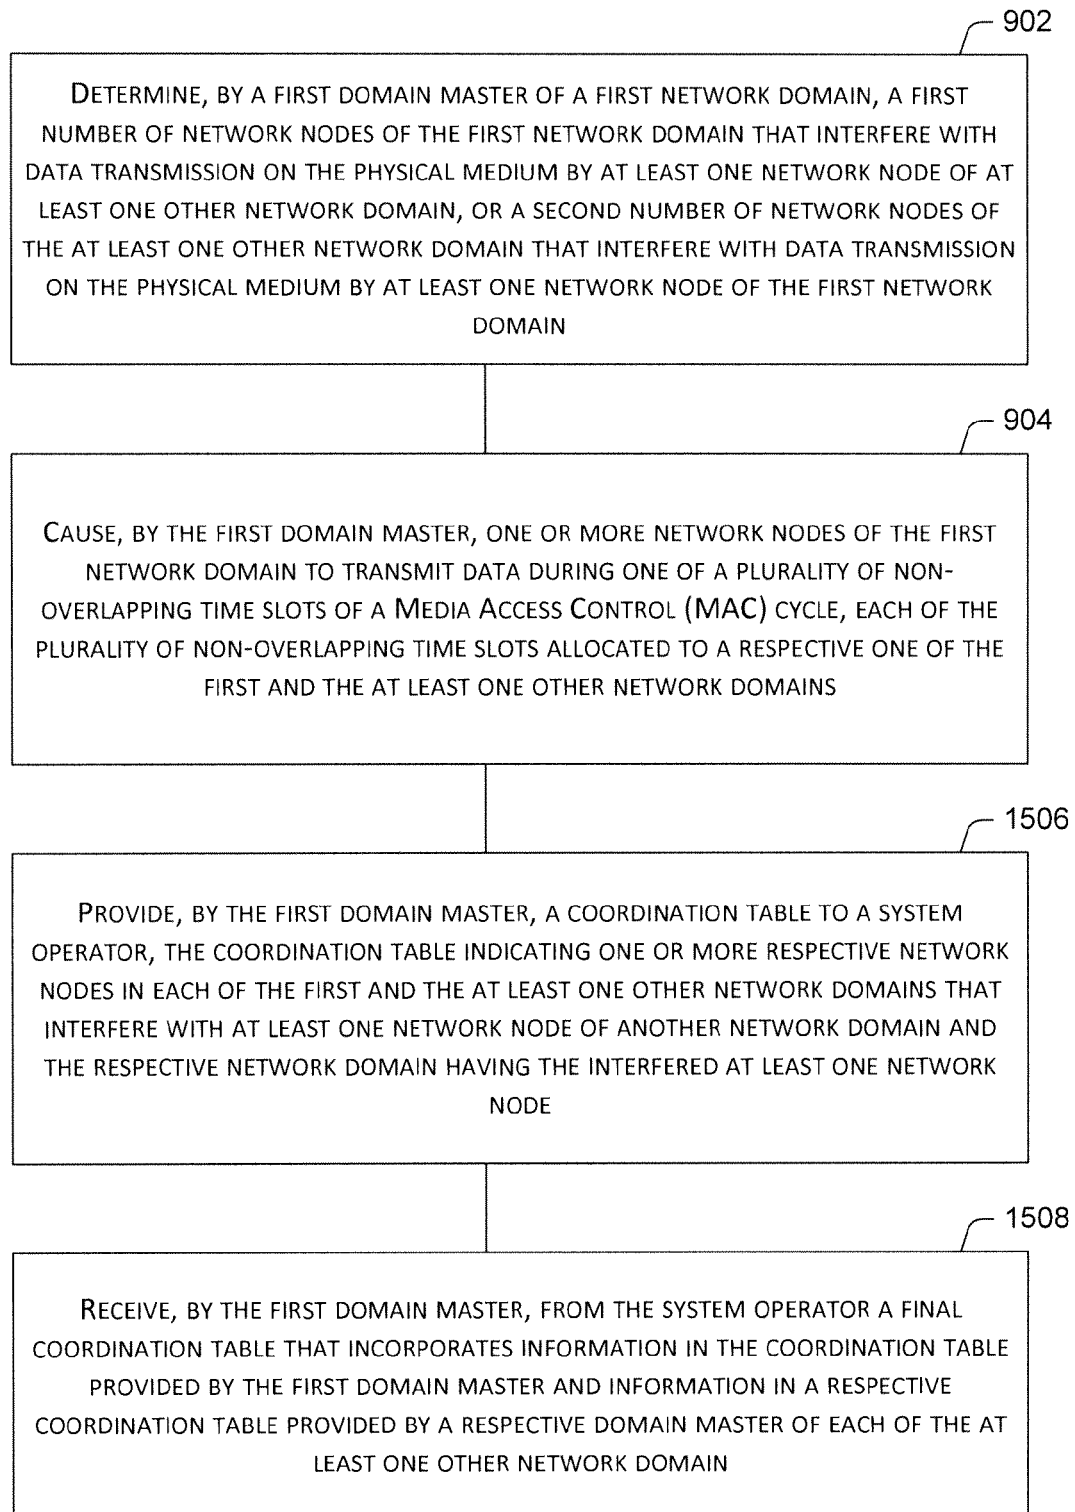 902
DETERMINE, BY A FIRST DOMAIN MASTER OF A FIRST NETWORK DOMAIN, A FIRST
NUMBER OF NETWORK NODES OF THE FIRST NETWORK DOMAIN THAT INTERFERE WITH
DATA TRANSMISSION ON THE PHYSICAL MEDIUM BY AT LEAST ONE NETWORK NODE OF AT
LEAST ONE OTHER NETWORK DOMAIN, OR A SECOND NUMBER OF NETWORK NODES OF
THE AT LEAST ONE OTHER NETWORK DOMAIN THAT INTERFERE WITH DATA TRANSMISSION
ON THE PHYSICAL MEDIUM BY AT LEAST ONE NETWORK NODE OF THE FIRST NETWORK
DOMAIN
904
CAUSE, BY THE FIRST DOMAIN MASTER, ONE OR MORE NETWORK NODES OF THE FIRST
NETWORK DOMAIN TO TRANSMIT DATA DURING ONE OF A PLURALITY OF NON-
OVERLAPPING TIME SLOTS OF A MEDIA ACCESS CONTROL (MAC) CYCLE, EACH OF THE
PLURALITY OF NON-OVERLAPPING TIME SLOTS ALLOCATED TO A RESPECTIVE ONE OF THE
FIRST AND THE AT LEAST ONE OTHER NETWORK DOMAINS
1506
PROVIDE, BY THE FIRST DOMAIN MASTER, A COORDINATION TABLE TO A SYSTEM
OPERATOR, THE COORDINATION TABLE INDICATING ONE OR MORE RESPECTIVE NETWORK
NODES IN EACH OF THE FIRST AND THE AT LEAST ONE OTHER NETWORK DOMAINS THAT
INTERFERE WITH AT LEAST ONE NETWORK NODE OF ANOTHER NETWORK DOMAIN AND
THE RESPECTIVE NETWORK DOMAIN HAVING THE INTERFERED AT LEAST ONE NETWORK
NODE
1508
RECEIVE, BY THE FIRST DOMAIN MASTER, FROM THE SYSTEM OPERATOR A FINAL
COORDINATION TABLE THAT INCORPORATES INFORMATION IN THE COORDINATION TABLE
PROVIDED BY THE FIRST DOMAIN MASTER AND INFORMATION IN A RESPECTIVE
COORDINATION TABLE PROVIDED BY A RESPECTIVE DOMAIN MASTER OF EACH OF THE AT
LEAST ONE OTHER NETWORK DOMAIN